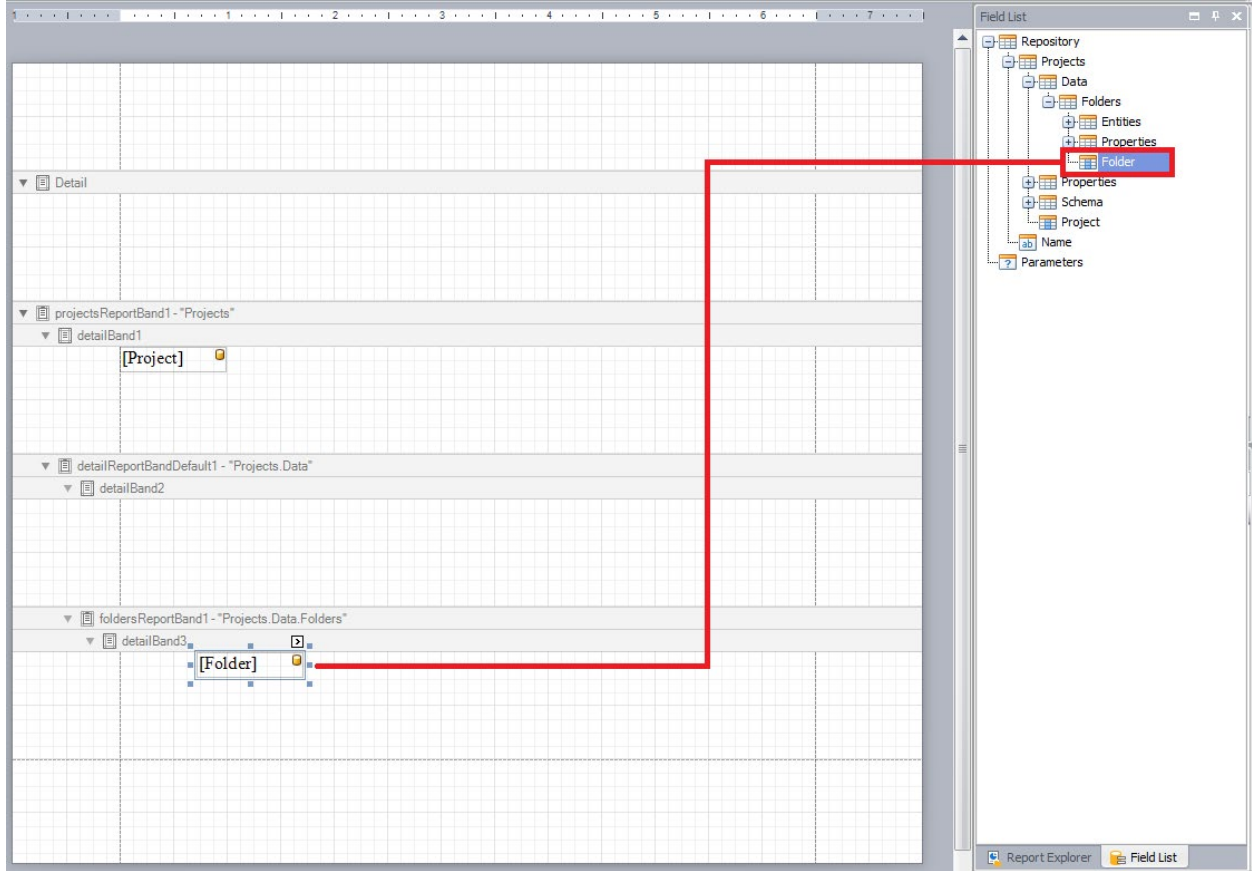 1 1 2 3 4 5 6 7
Field List
Repository
Projects
Data
Folders
Entities
Properties
Folder
Properties
Schema
Project
ab Name
? Parameters
Detail
projectsReportBand1 - "Projects"
detailBand1
[Project]
detailReportBandDefault1 - "Projects.Data"
detailBand2
foldersReportBand1 - "Projects.Data.Folders"
detailBand3
[Folder]
Report Explorer Field List